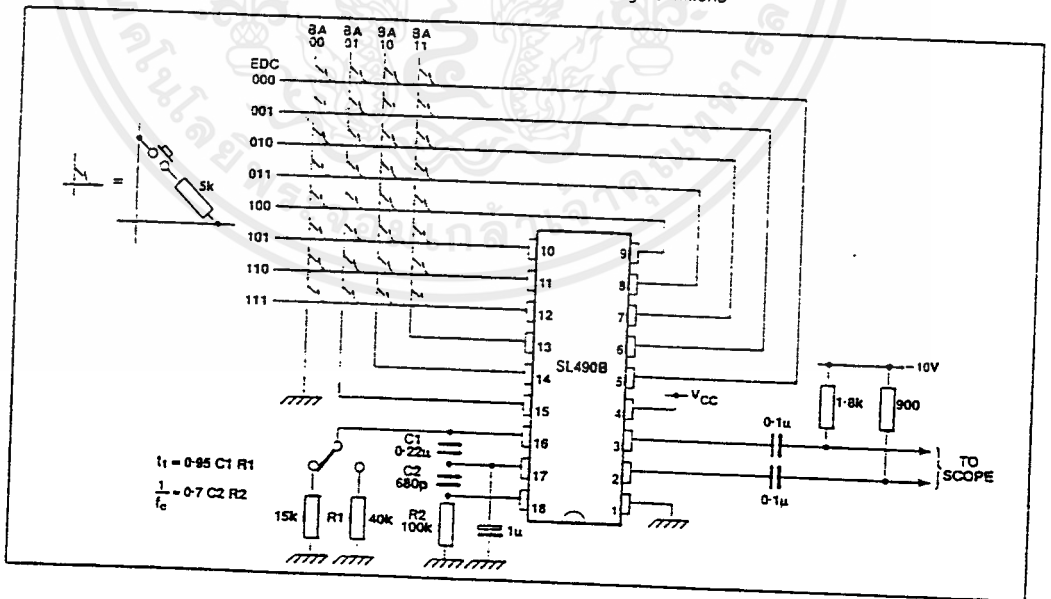 BA BA BA BA
00 01 10 11
EDC
000
001
010
011
100
101
110
111
=
5k
10
11
12
13
14
15
16
17
18
9
8
7
6
5
4
3
2
1
SL490B
VCC
-10V
1·8k
900
0·1µ
0·1µ
TO
SCOPE
C1
0·22µ
C2
680p
R2
100k
1µ
15k
R1
40k
t1 = 0·95 C1 R1
1/fc = 0·7 C2 R2